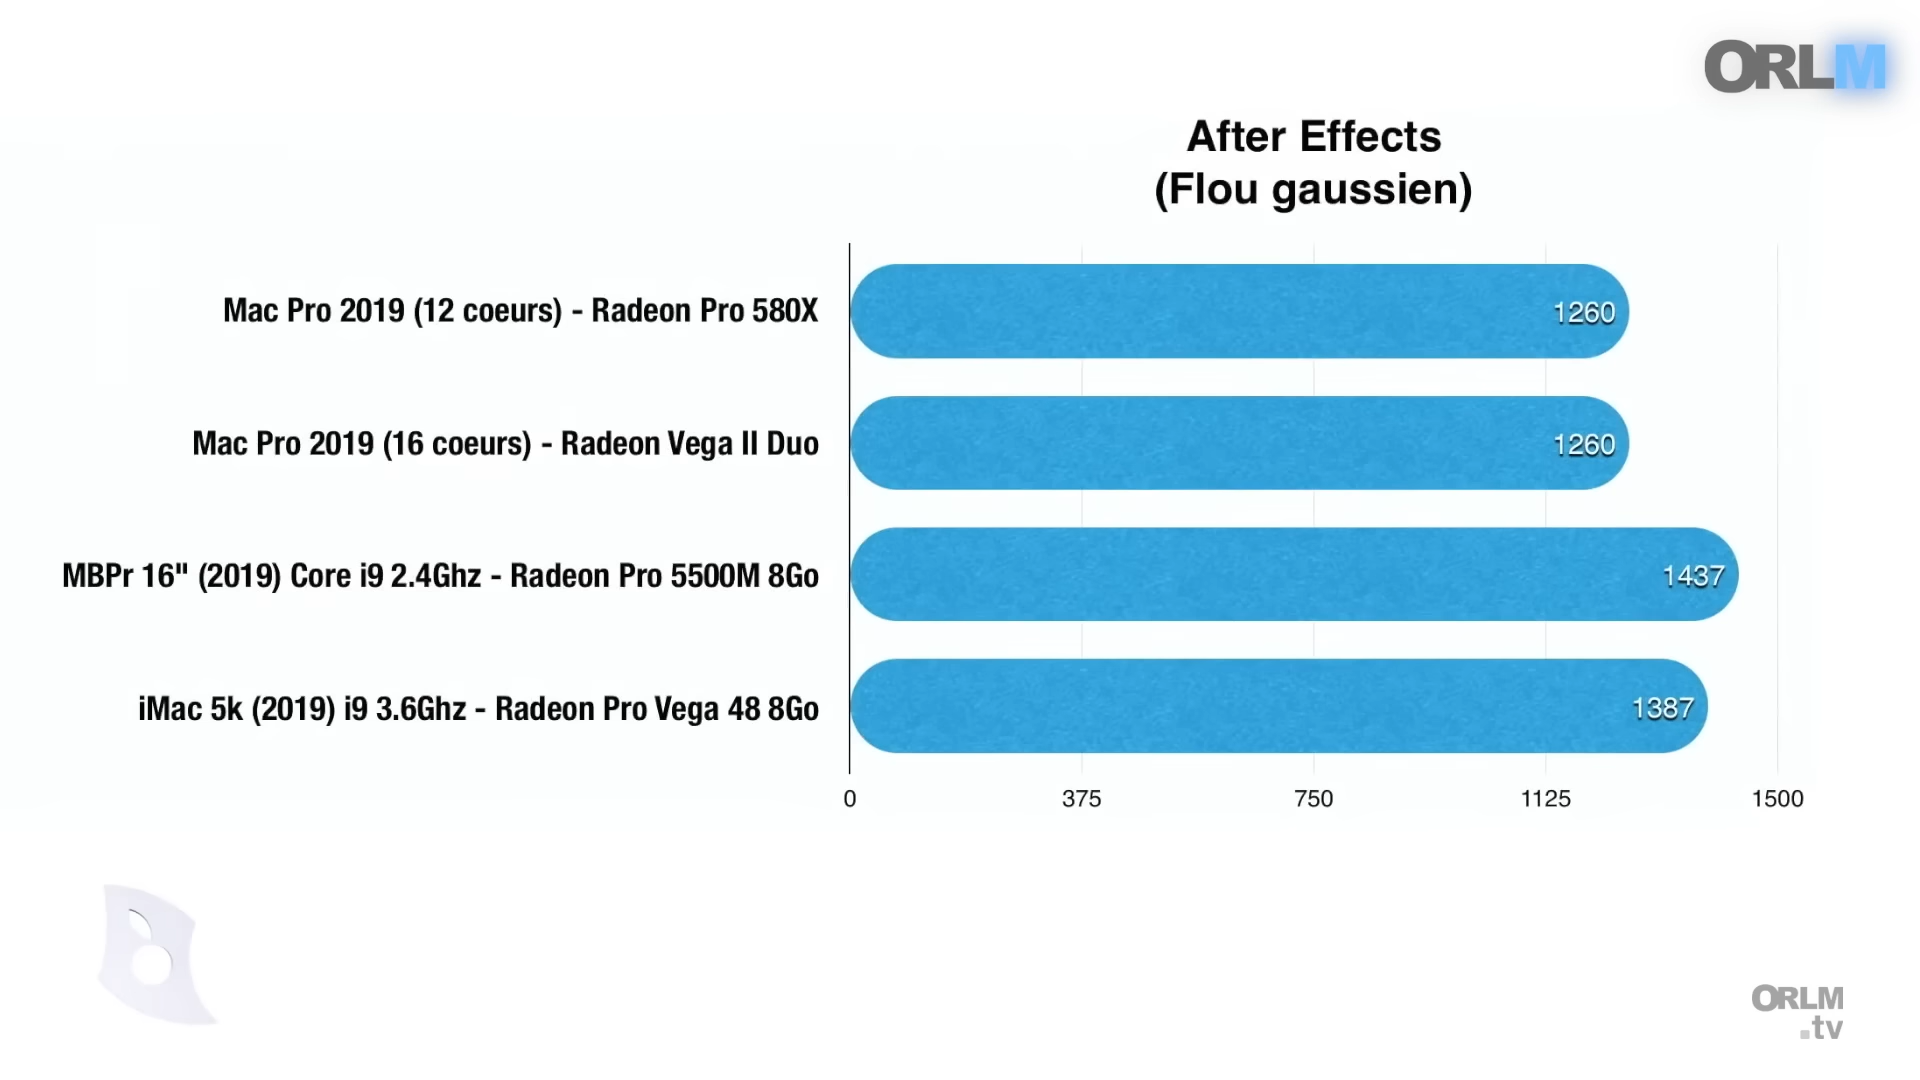 ORLM
After Effects
(Flou gaussien)
Mac Pro 2019 (12 coeurs) - Radeon Pro 580X
1260
Mac Pro 2019 (16 coeurs) - Radeon Vega II Duo
1260
MBPr 16" (2019) Core i9 2.4Ghz - Radeon Pro 5500M 8Go
1437
iMac 5k (2019) i9 3.6Ghz - Radeon Pro Vega 48 8Go
1387
0 375 750 1125 1500
ORLM
.tv